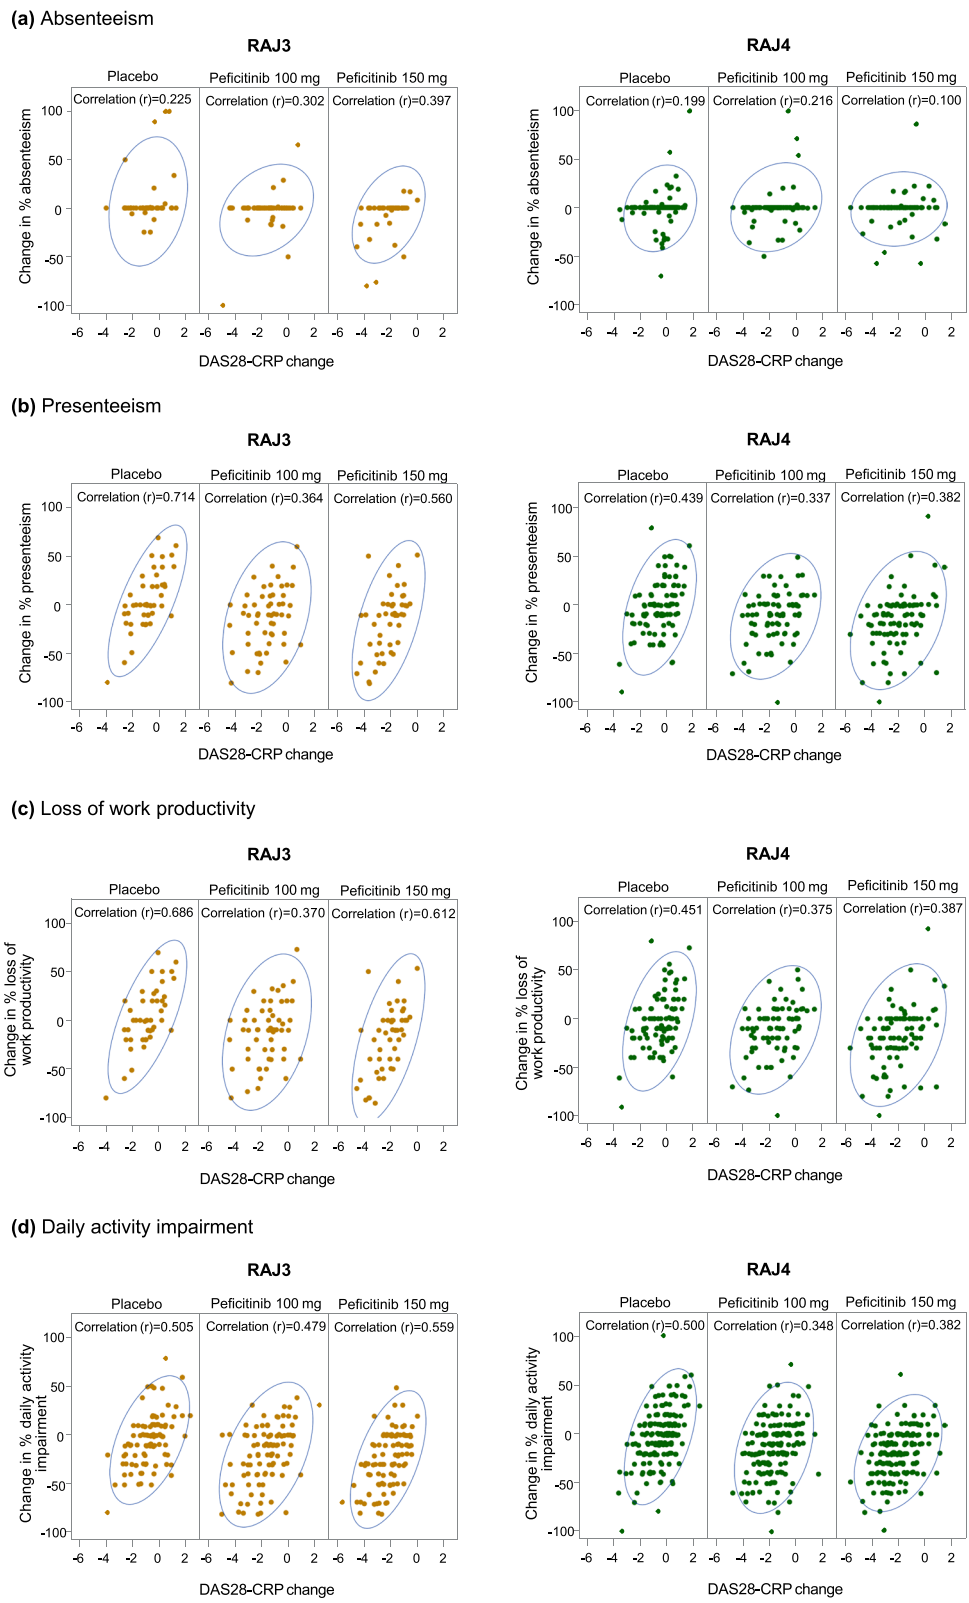 (a) Absenteeism
RAJ3
RAJ4
Placebo
Peficitinib 100 mg
Peficitinib 150 mg
Placebo
Peficitinib 100 mg
Peficitinib 150 mg
Correlation (r)=0.225
Correlation (r)=0.302
Correlation (r)=0.397
Correlation (r)=0.199
Correlation (r)=0.216
Correlation (r)=0.100
Change in % absenteeism
100
50
0
-50
-100
Change in % absenteeism
100
50
0
-50
-100
-6 -4 -2 0 2 -6 -4 -2 0 2 -6 -4 -2 0 2
-6 -4 -2 0 2 -6 -4 -2 0 2 -6 -4 -2 0 2
DAS28-CRP change
DAS28-CRP change
(b) Presenteeism
RAJ3
RAJ4
Placebo
Peficitinib 100 mg
Peficitinib 150 mg
Placebo
Peficitinib 100 mg
Peficitinib 150 mg
Correlation (r)=0.714
Correlation (r)=0.364
Correlation (r)=0.560
Correlation (r)=0.439
Correlation (r)=0.337
Correlation (r)=0.382
Change in % presenteeism
100
50
0
-50
-100
Change in % presenteeism
100
50
0
-50
-100
-6 -4 -2 0 2 -6 -4 -2 0 2 -6 -4 -2 0 2
-6 -4 -2 0 2 -6 -4 -2 0 2 -6 -4 -2 0 2
DAS28-CRP change
DAS28-CRP change
(c) Loss of work productivity
RAJ3
RAJ4
Placebo
Peficitinib 100 mg
Peficitinib 150 mg
Placebo
Peficitinib 100 mg
Peficitinib 150 mg
Correlation (r)=0.686
Correlation (r)=0.370
Correlation (r)=0.612
Correlation (r)=0.451
Correlation (r)=0.375
Correlation (r)=0.387
Change in % loss of
work productivity
100
50
0
-50
-100
Change in % loss of
work productivity
100
50
0
-50
-100
-6 -4 -2 0 2 -6 -4 -2 0 2 -6 -4 -2 0 2
-6 -4 -2 0 2 -6 -4 -2 0 2 -6 -4 -2 0 2
DAS28-CRP change
DAS28-CRP change
(d) Daily activity impairment
RAJ3
RAJ4
Placebo
Peficitinib 100 mg
Peficitinib 150 mg
Placebo
Peficitinib 100 mg
Peficitinib 150 mg
Correlation (r)=0.505
Correlation (r)=0.479
Correlation (r)=0.559
Correlation (r)=0.500
Correlation (r)=0.348
Correlation (r)=0.382
Change in % daily activity
impairment
100
50
0
-50
-100
Change in % daily activity
impairment
100
50
0
-50
-100
-6 -4 -2 0 2 -6 -4 -2 0 2 -6 -4 -2 0 2
-6 -4 -2 0 2 -6 -4 -2 0 2 -6 -4 -2 0 2
DAS28-CRP change
DAS28-CRP change